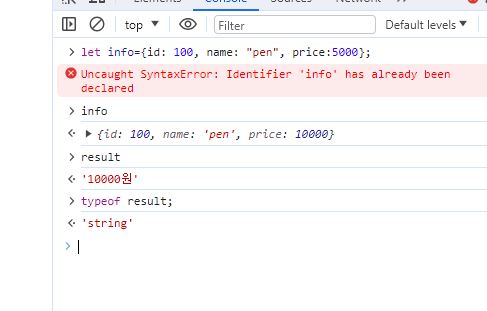 Elements Console Sources Network
top Filter Default levels
let info={id: 100, name: "pen", price:5000};
Uncaught SyntaxError: Identifier 'info' has already been
declared
info
{id: 100, name: 'pen', price: 10000}
result
'10000원'
typeof result;
'string'